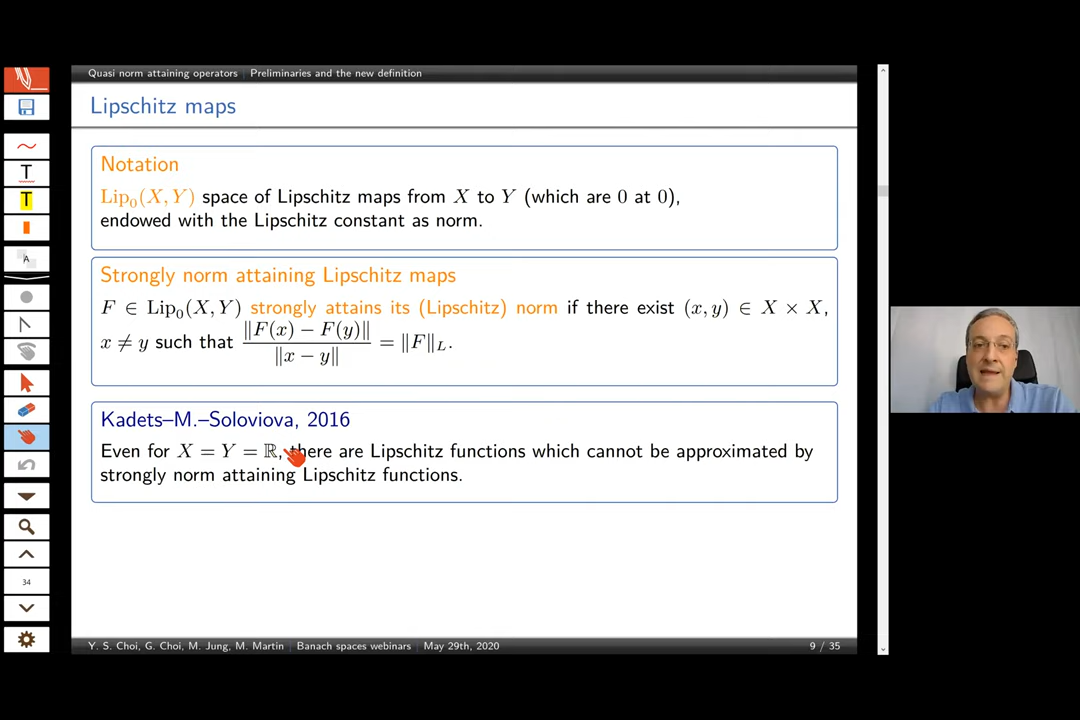 Quasi norm attaining operators | Preliminaries and the new definition
Lipschitz maps
Notation
Lip₀(X, Y) space of Lipschitz maps from X to Y (which are 0 at 0),
endowed with the Lipschitz constant as norm.
Strongly norm attaining Lipschitz maps
F ∈ Lip₀(X, Y) strongly attains its (Lipschitz) norm if there exist (x, y) ∈ X × X,
x ≠ y such that ‖F(x) − F(y)‖ / ‖x − y‖ = ‖F‖_L.
Kadets–M.–Soloviova, 2016
Even for X = Y = ℝ, there are Lipschitz functions which cannot be approximated by
strongly norm attaining Lipschitz functions.
T
T
A
34
Y. S. Choi, G. Choi, M. Jung, M. Martin | Banach spaces webinars | May 29th, 2020 9 / 35